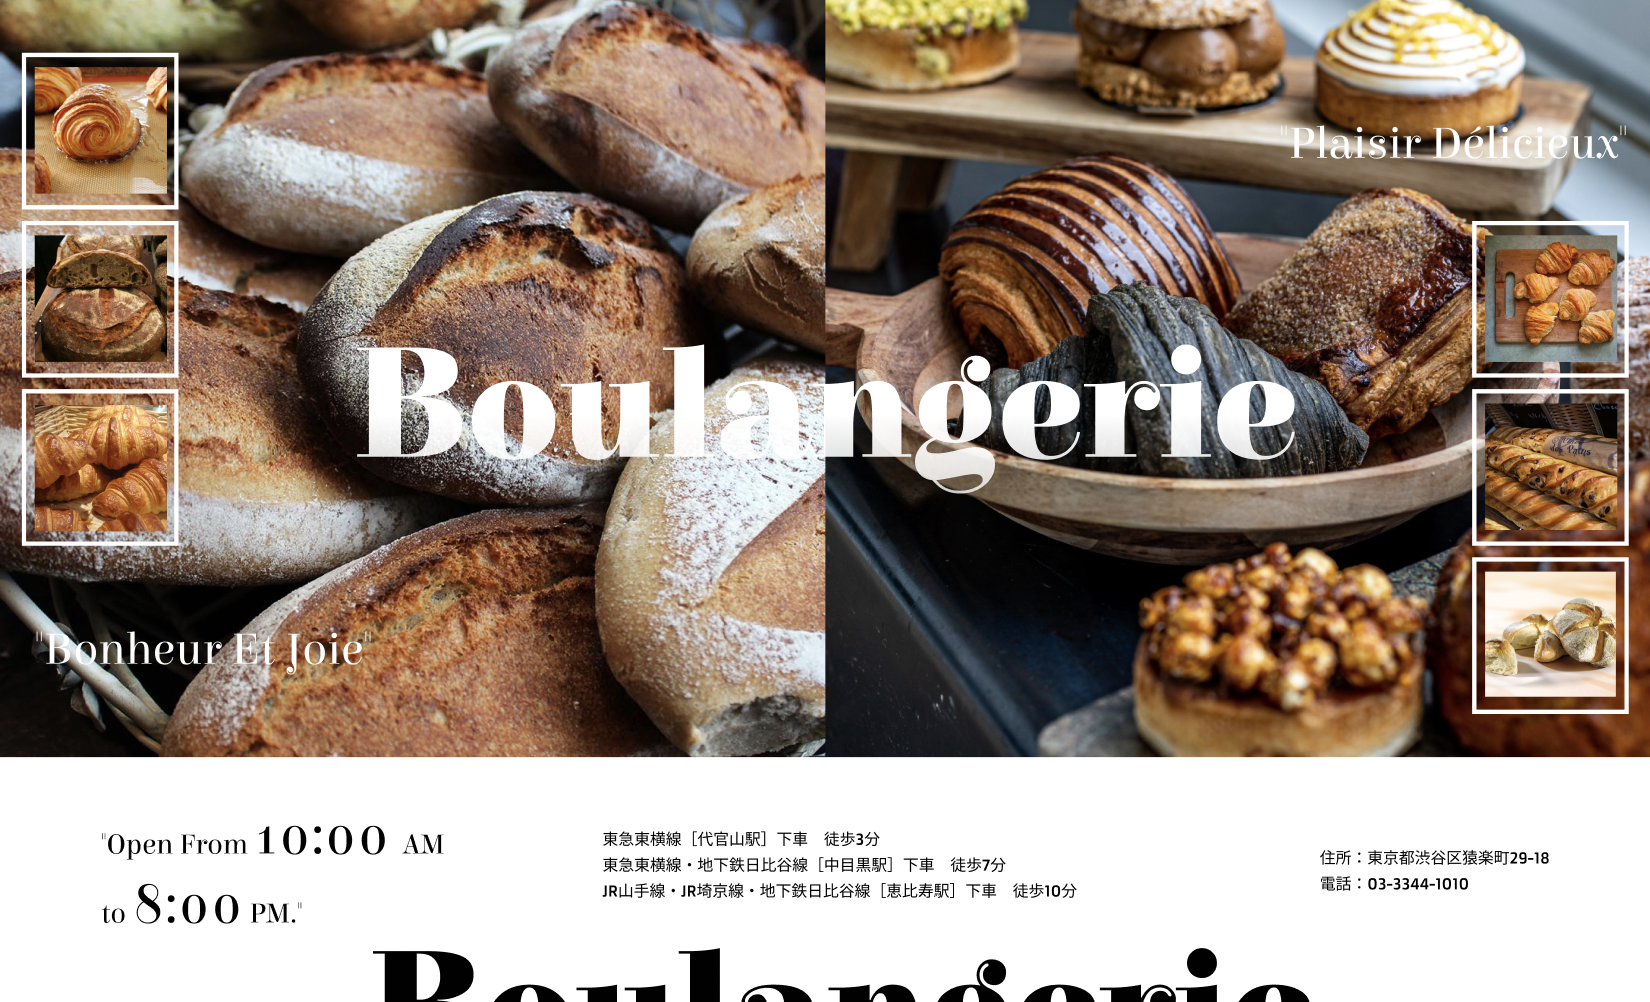 "Plaisir Délicieux"
Boulangerie
"Bonheur Et Joie"
"Open From 10:00 AM
to 8:00 PM."
東急東横線［代官山駅］下車　徒歩3分
東急東横線・地下鉄日比谷線［中目黒駅］下車　徒歩7分
JR山手線・JR埼京線・地下鉄日比谷線［恵比寿駅］下車　徒歩10分
住所：東京都渋谷区猿楽町29-18
電話：03-3344-1010
Boulangerie